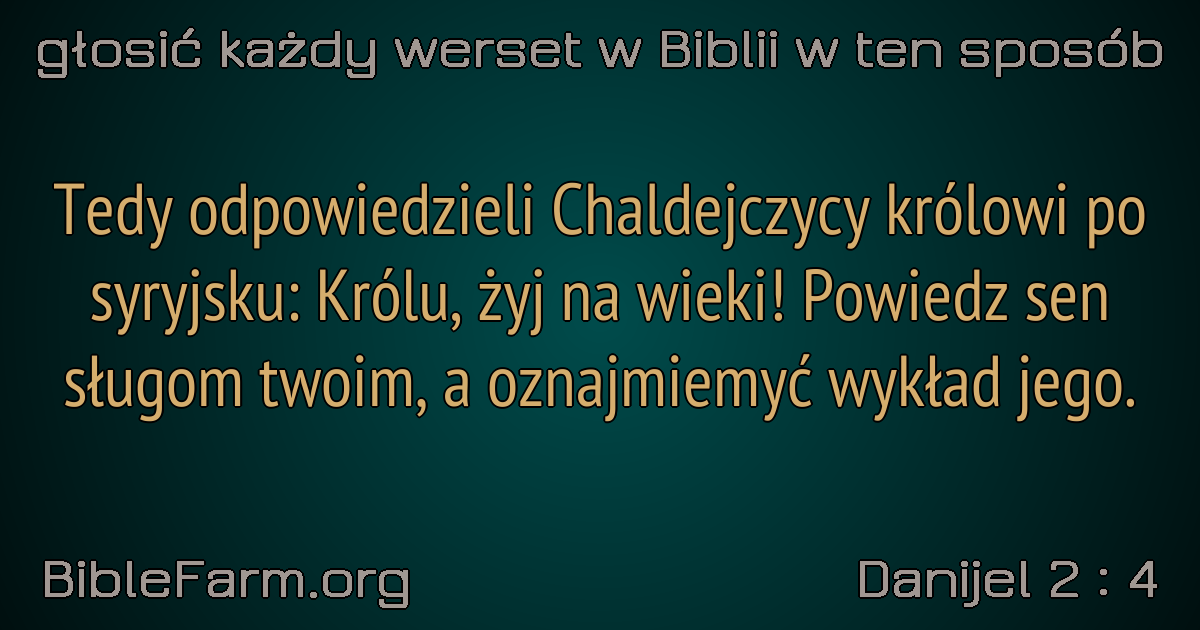 głosić każdy werset w Biblii w ten sposób
Tedy odpowiedzieli Chaldejczycy królowi po
syryjsku: Królu, żyj na wieki! Powiedz sen
sługom twoim, a oznajmiemyć wykład jego.
BibleFarm.org
Danijel 2 : 4